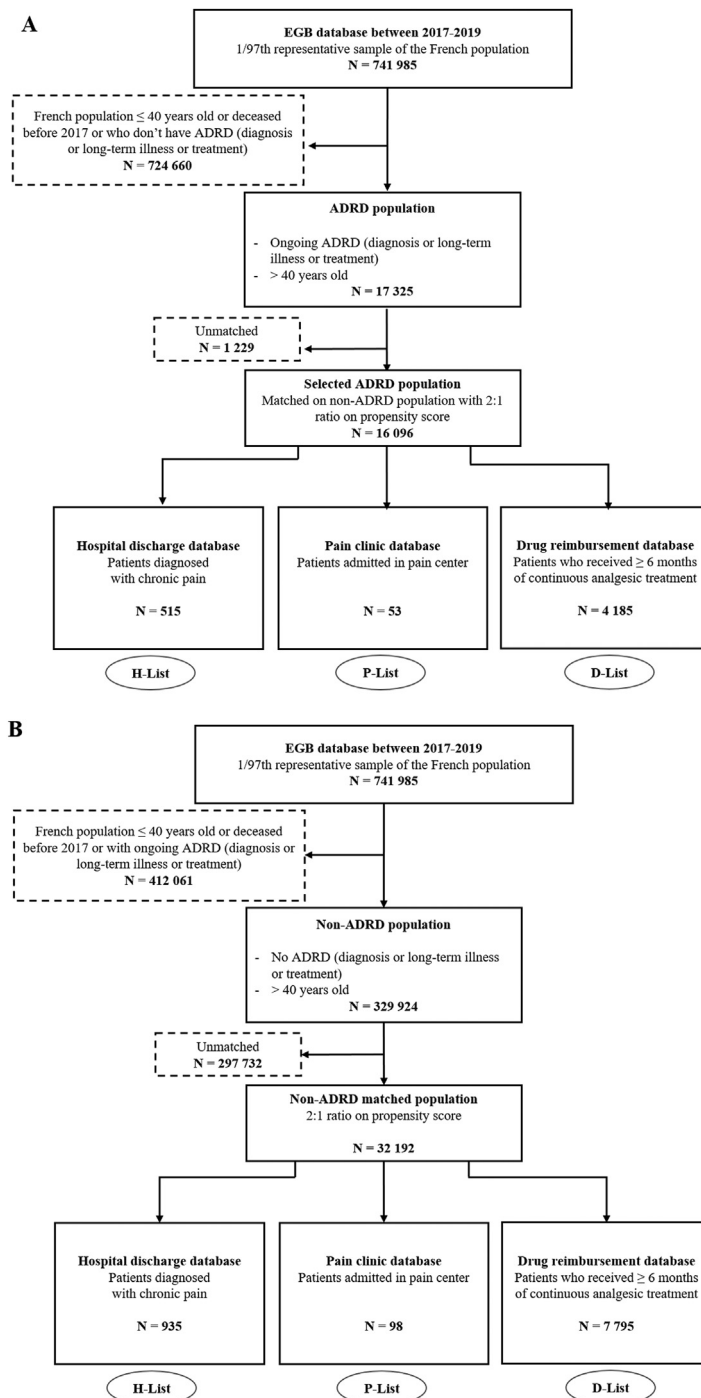 A
EGB database between 2017-2019
1/97th representative sample of the French population
N = 741 985
French population ≤ 40 years old or deceased
before 2017 or who don't have ADRD (diagnosis
or long-term illness or treatment)
N = 724 660
ADRD population
- Ongoing ADRD (diagnosis or long-term
illness or treatment)
- > 40 years old
N = 17 325
Unmatched
N = 1 229
Selected ADRD population
Matched on non-ADRD population with 2:1
ratio on propensity score
N = 16 096
Hospital discharge database
Patients diagnosed
with chronic pain
N = 515
Pain clinic database
Patients admitted in pain center
N = 53
Drug reimbursement database
Patients who received ≥ 6 months
of continuous analgesic treatment
N = 4 185
H-List
P-List
D-List
B
EGB database between 2017-2019
1/97th representative sample of the French population
N = 741 985
French population ≤ 40 years old or deceased
before 2017 or with ongoing ADRD (diagnosis or
long-term illness or treatment)
N = 412 061
Non-ADRD population
- No ADRD (diagnosis or long-term illness
or treatment)
- > 40 years old
N = 329 924
Unmatched
N = 297 732
Non-ADRD matched population
2:1 ratio on propensity score
N = 32 192
Hospital discharge database
Patients diagnosed
with chronic pain
N = 935
Pain clinic database
Patients admitted in pain center
N = 98
Drug reimbursement database
Patients who received ≥ 6 months
of continuous analgesic treatment
N = 7 795
H-List
P-List
D-List